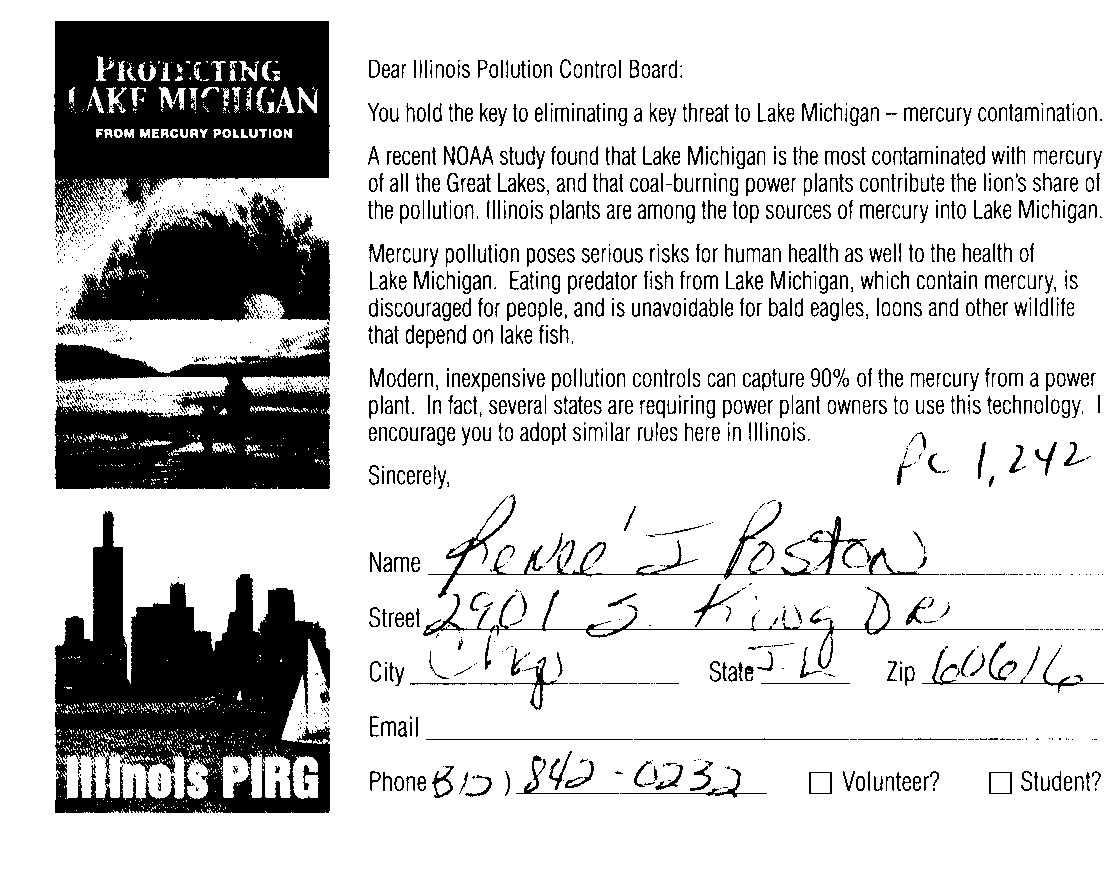 PROTECTING
LAKE MICHIGAN
FROM MERCURY POLLUTION
Illinois PIRG
Dear Illinois Pollution Control Board:
You hold the key to eliminating a key threat to Lake Michigan – mercury contamination.
A recent NOAA study found that Lake Michigan is the most contaminated with mercury
of all the Great Lakes, and that coal-burning power plants contribute the lion's share of
the pollution. Illinois plants are among the top sources of mercury into Lake Michigan.
Mercury pollution poses serious risks for human health as well to the health of
Lake Michigan. Eating predator fish from Lake Michigan, which contain mercury, is
discouraged for people, and is unavoidable for bald eagles, loons and other wildlife
that depend on lake fish.
Modern, inexpensive pollution controls can capture 90% of the mercury from a power
plant. In fact, several states are requiring power plant owners to use this technology. I
encourage you to adopt similar rules here in Illinois.
PC 1,242
Sincerely,
Name Renee' J Poston
Street 2901 S. King DR
City Chgo State IL Zip 60616
Email
Phone 312) 842-0232 Volunteer? Student?